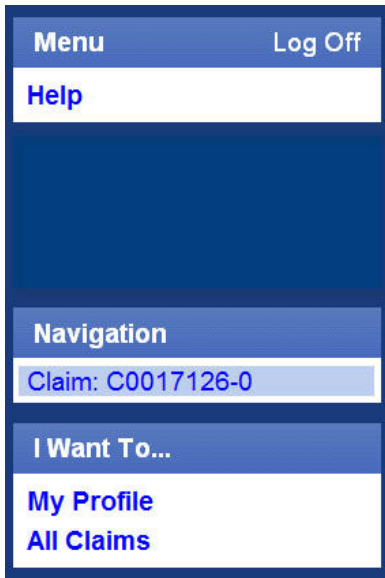 Menu Log Off
Help
Navigation
Claim: C0017126-0
I Want To...
My Profile
All Claims